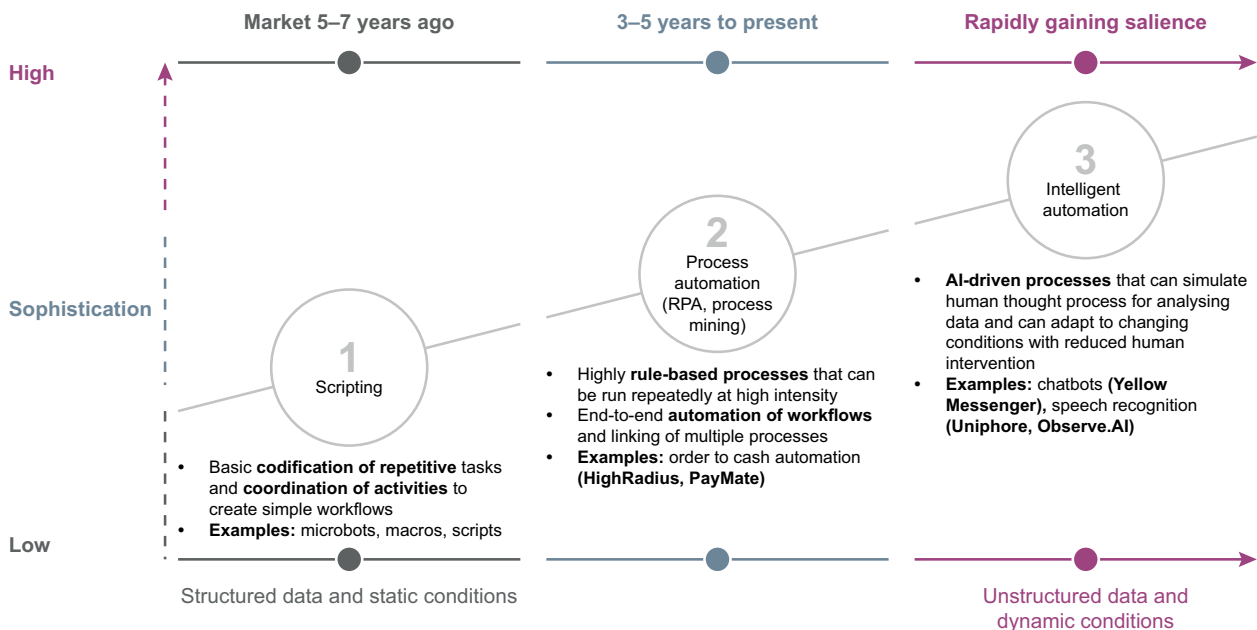 Market 5–7 years ago
3–5 years to present
Rapidly gaining salience
High
Sophistication
Low
1
Scripting
• Basic codification of repetitive tasks
and coordination of activities to
create simple workflows
• Examples: microbots, macros, scripts
2
Process
automation
(RPA, process
mining)
• Highly rule-based processes that can
be run repeatedly at high intensity
• End-to-end automation of workflows
and linking of multiple processes
• Examples: order to cash automation
(HighRadius, PayMate)
3
Intelligent
automation
• AI-driven processes that can simulate
human thought process for analysing
data and can adapt to changing
conditions with reduced human
intervention
• Examples: chatbots (Yellow
Messenger), speech recognition
(Uniphore, Observe.AI)
Structured data and static conditions
Unstructured data and
dynamic conditions